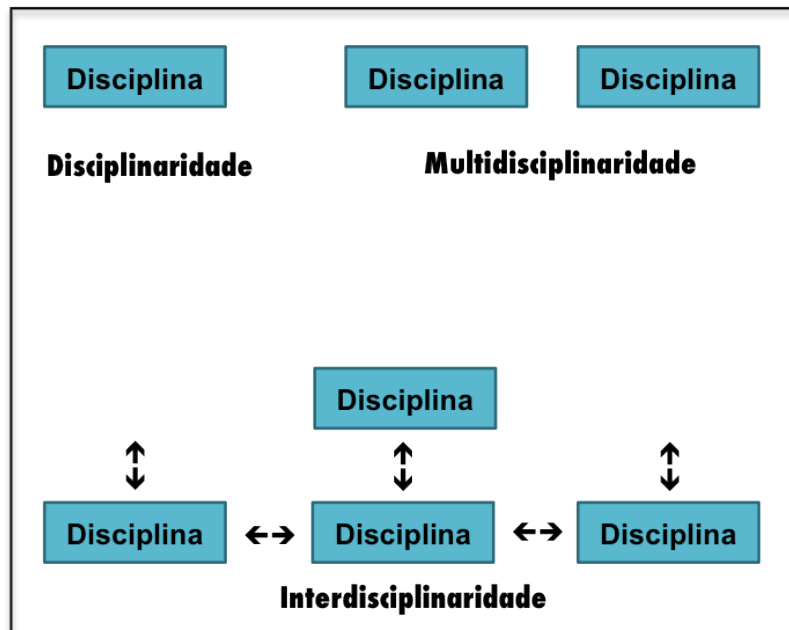 Disciplina
Disciplina Disciplina
Disciplinaridade
Multidisciplinaridade
Disciplina
Disciplina Disciplina Disciplina
Interdisciplinaridade